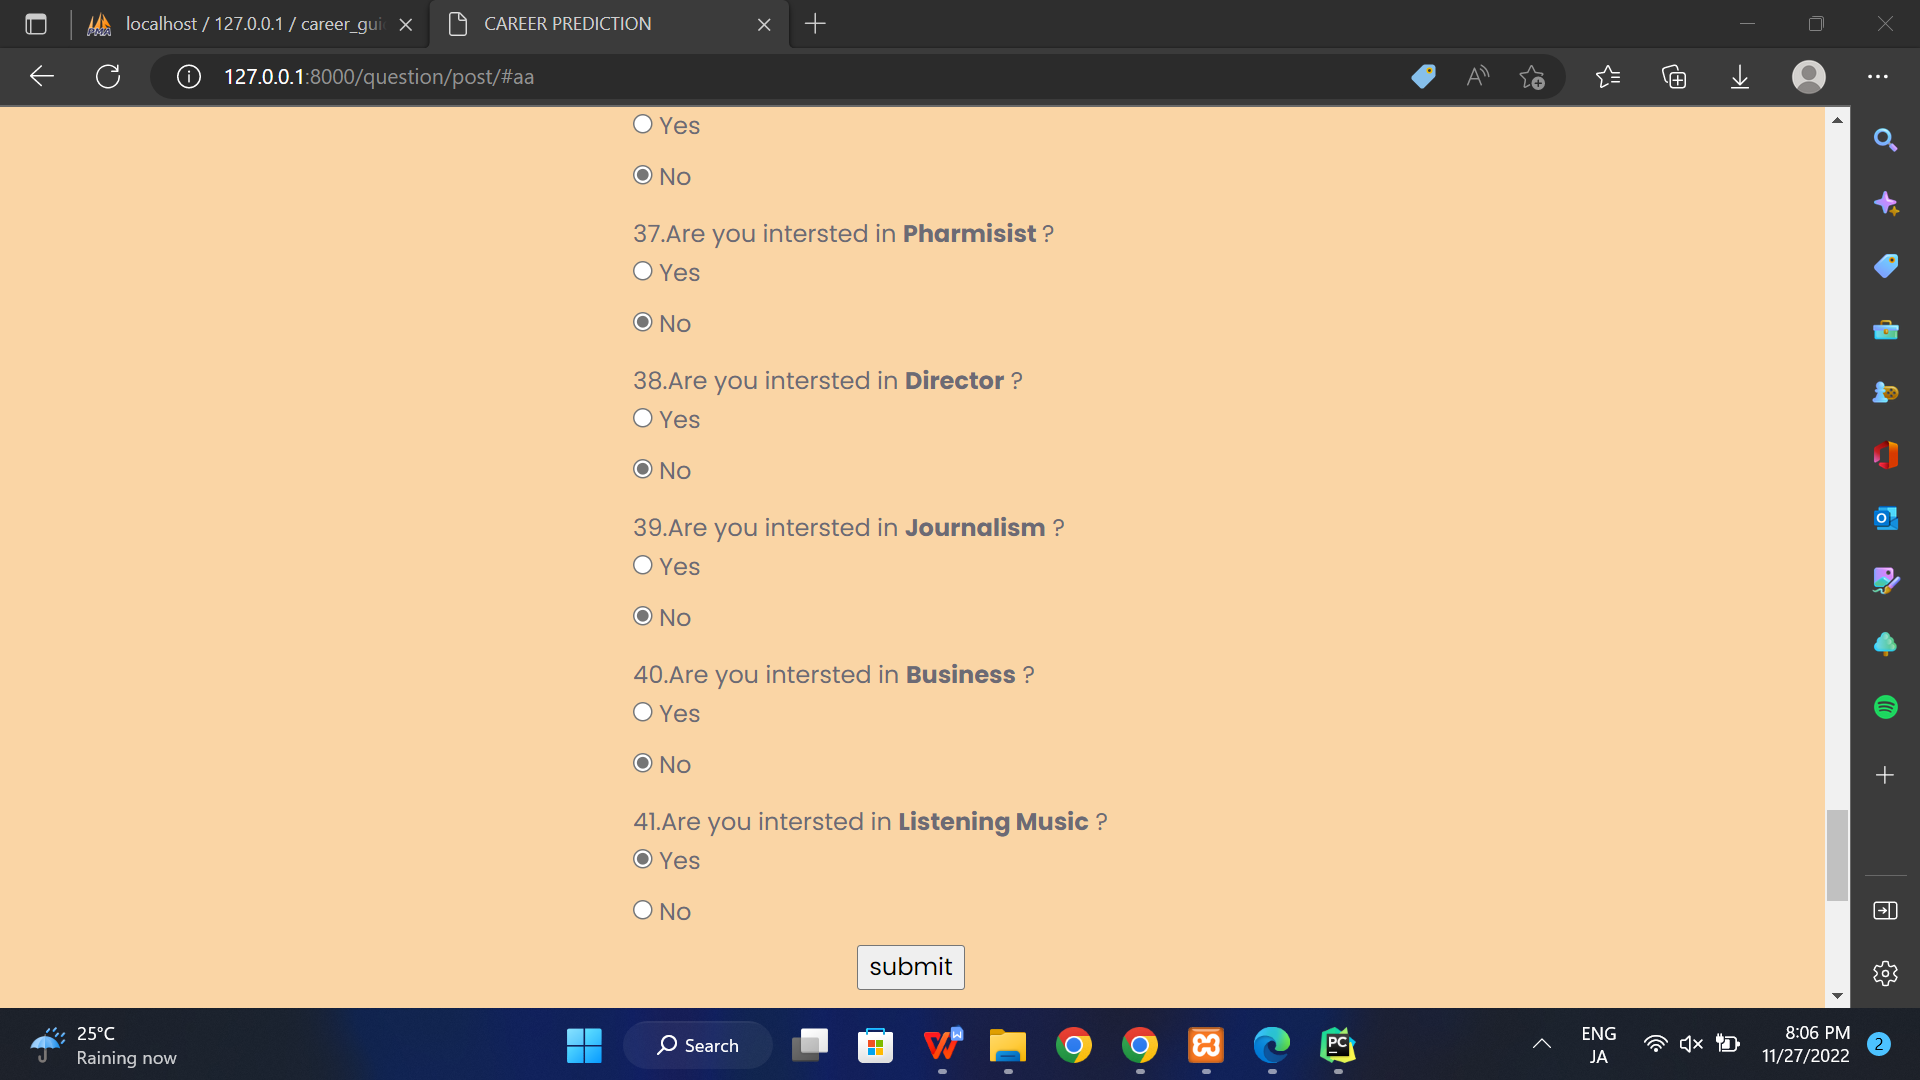 localhost / 127.0.0.1 / career_gui
CAREER PREDICTION
127.0.0.1:8000/question/post/#aa
Yes
No
37.Are you intersted in Pharmisist ?
Yes
No
38.Are you intersted in Director ?
Yes
No
39.Are you intersted in Journalism ?
Yes
No
40.Are you intersted in Business ?
Yes
No
41.Are you intersted in Listening Music ?
Yes
No
submit
25°C
Raining now
Search
ENG
JA
8:06 PM
11/27/2022
2